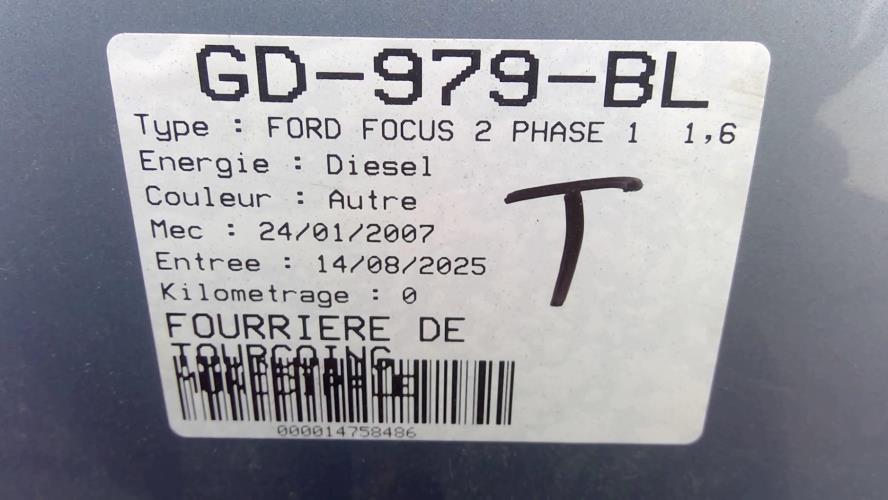 GD-979-BL
Type : FORD FOCUS 2 PHASE 1 1,6
Energie : Diesel
Couleur : Autre
Mec : 24/01/2007
T
Entree : 14/08/2025
Kilometrage : 0
FOURRIERE DE
TOURCOING
MUNICIPALE
000014758486